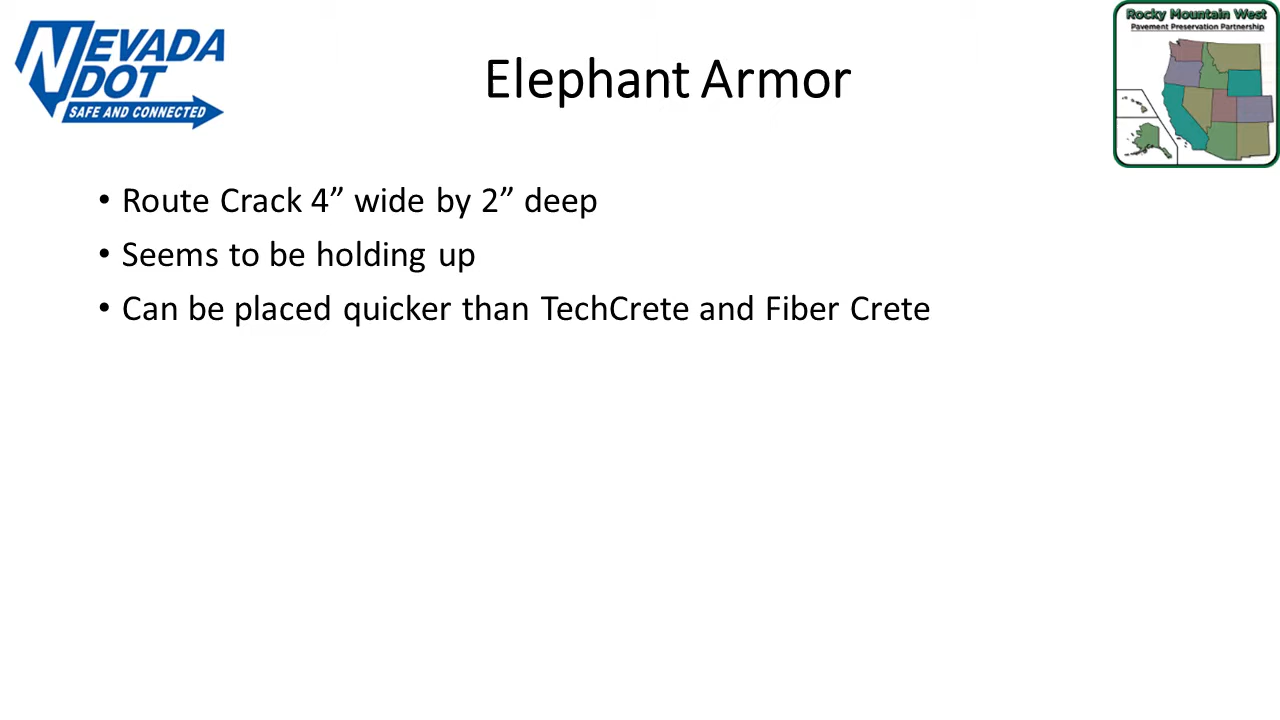 NEVADA
DOT
SAFE AND CONNECTED
Rocky Mountain West
Pavement Preservation Partnership
Elephant Armor
• Route Crack 4” wide by 2” deep
• Seems to be holding up
• Can be placed quicker than TechCrete and Fiber Crete